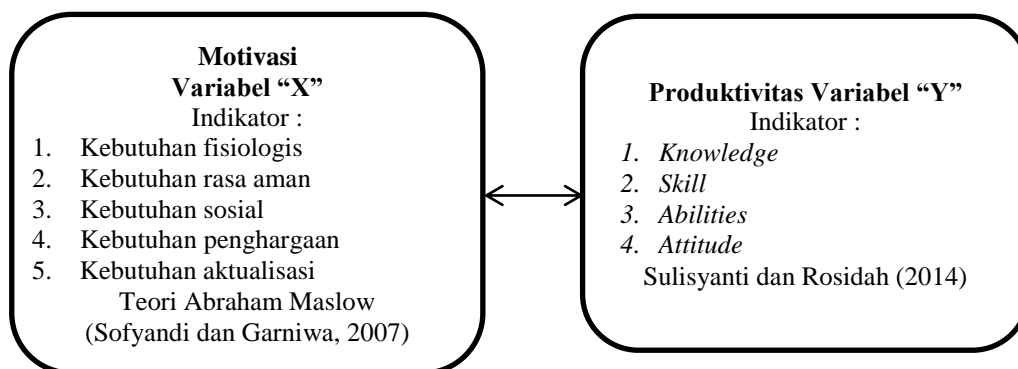 Motivasi
Variabel “X”
Indikator :
1. Kebutuhan fisiologis
2. Kebutuhan rasa aman
3. Kebutuhan sosial
4. Kebutuhan penghargaan
5. Kebutuhan aktualisasi
Teori Abraham Maslow
(Sofyandi dan Garniwa, 2007)
Produktivitas Variabel “Y”
Indikator :
1. Knowledge
2. Skill
3. Abilities
4. Attitude
Sulisyanti dan Rosidah (2014)